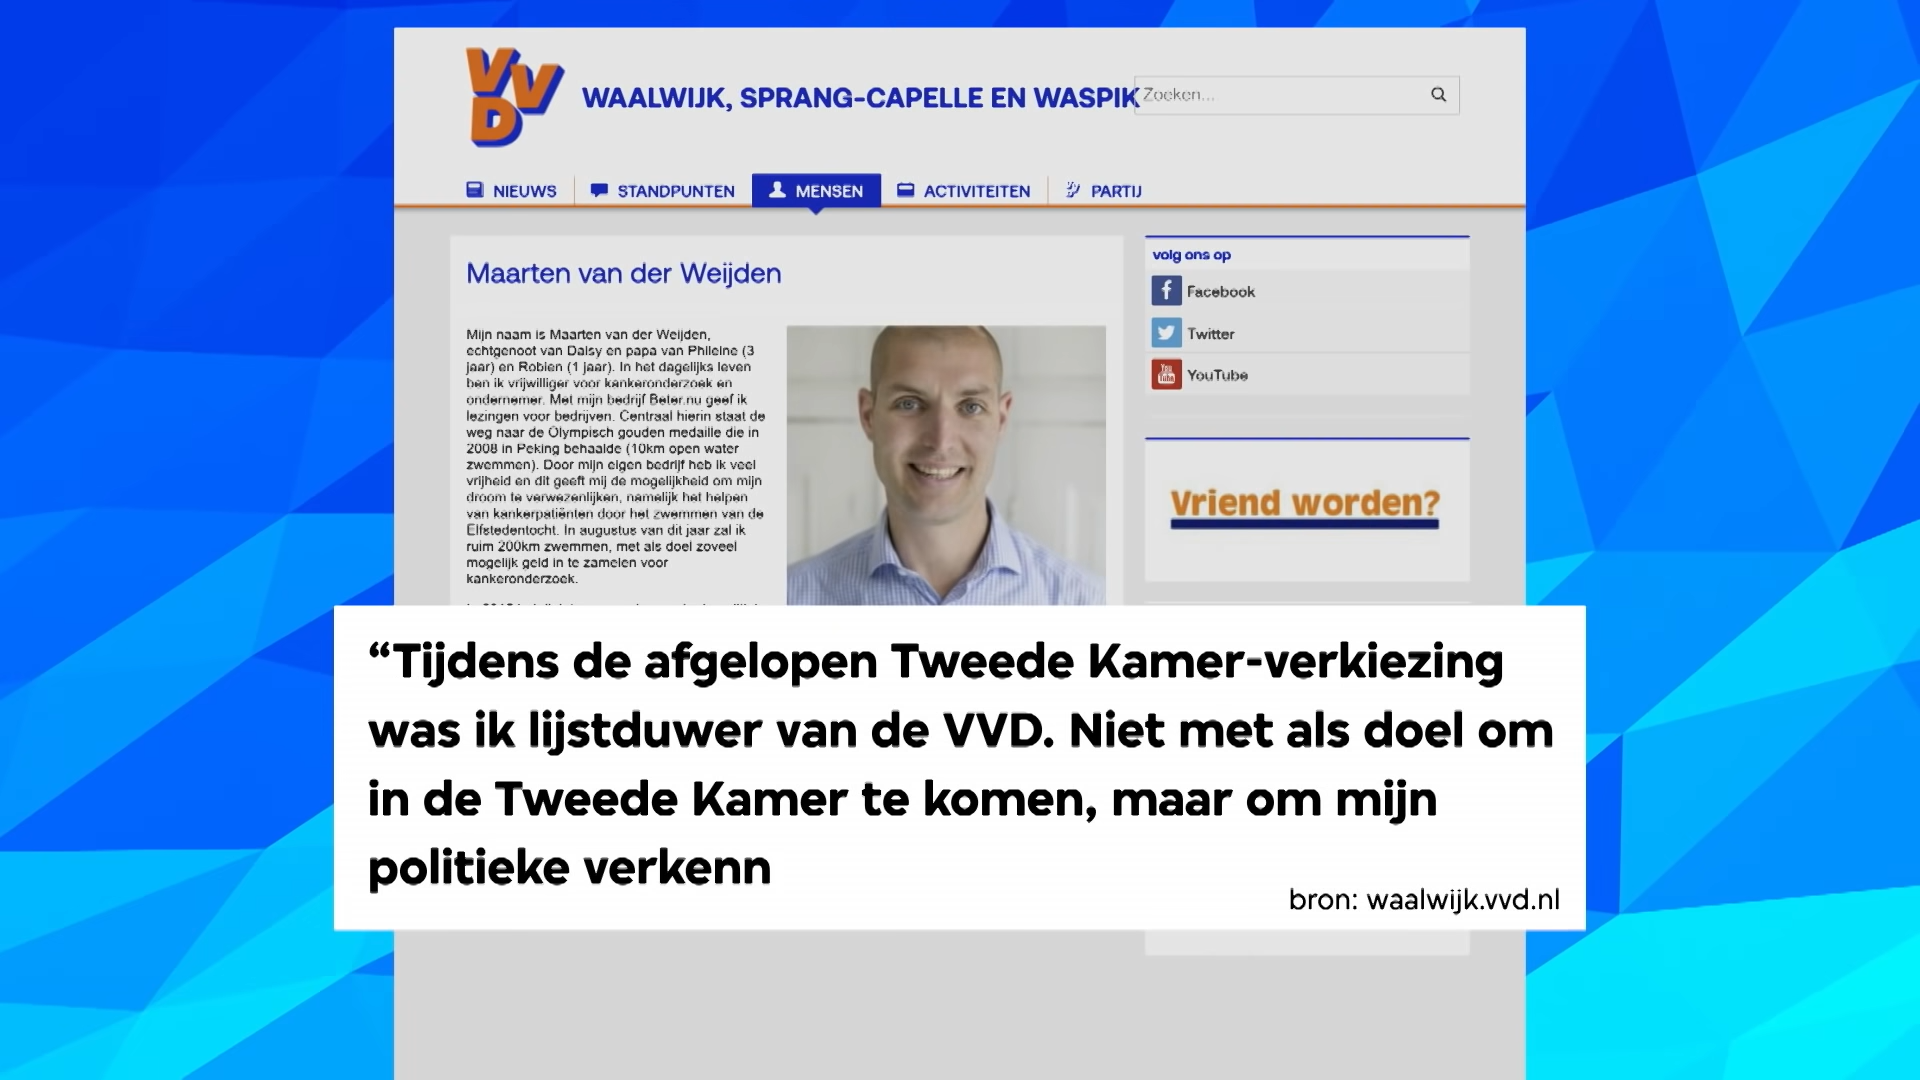 VVD
WAALWIJK, SPRANG-CAPELLE EN WASPIK
Zoeken...
NIEUWS
STANDPUNTEN
MENSEN
ACTIVITEITEN
PARTIJ
Maarten van der Weijden
Mijn naam is Maarten van der Weijden,
echtgenoot van Daisy en papa van Phileine (3
jaar) en Robien (1 jaar). In het dagelijks leven
ben ik vrijwilliger voor kankeronderzoek en
ondernemer. Met mijn bedrijf Beter.nu geef ik
lezingen voor bedrijven. Centraal hierin staat de
weg naar de Olympisch gouden medaille die in
2008 in Peking behaalde (10km open water
zwemmen). Door mijn eigen bedrijf heb ik veel
vrijheid en dit geeft mij de mogelijkheid om mijn
droom te verwezenlijken, namelijk het helpen
van kankerpatiënten door het zwemmen van de
Elfstedentocht. In augustus van dit jaar zal ik
ruim 200km zwemmen, met als doel zoveel
mogelijk geld in te zamelen voor
kankeronderzoek.
volg ons op
Facebook
Twitter
YouTube
Vriend worden?
“Tijdens de afgelopen Tweede Kamer-verkiezing
was ik lijstduwer van de VVD. Niet met als doel om
in de Tweede Kamer te komen, maar om mijn
politieke verkenn
bron: waalwijk.vvd.nl